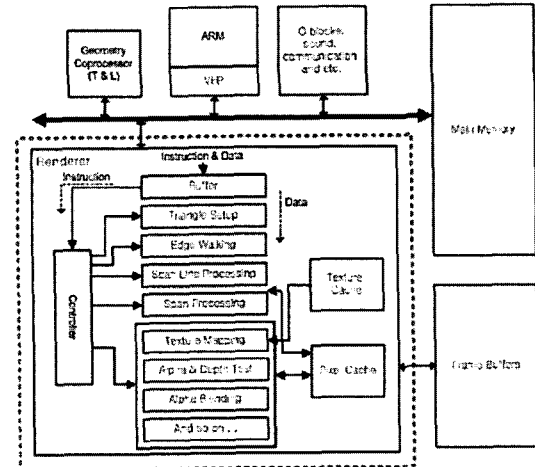 Geometry
Coprocessor
(T & L)
ARM
VFP
IO blocks,
sound,
communication
and etc.
Main Memory
Renderer
Instruction & Data
Instruction
Buffer
Data
Triangle Setup
Edge Walking
Scan Line Processing
Span Processing
Controller
Texture
Cache
Texture Mapping
Alpha & Depth Test
Alpha Blending
And so on
Pixel Cache
Frame Buffers